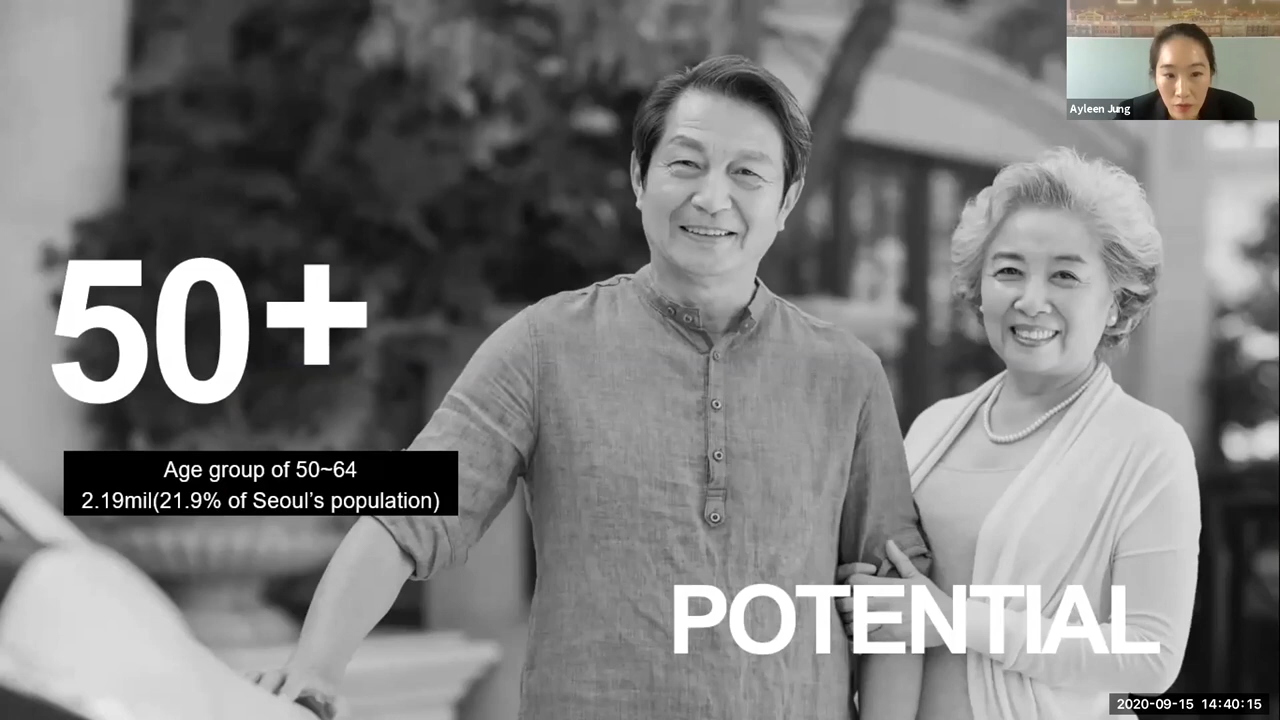 Ayleen Jung
50+
Age group of 50~64
2.19mil(21.9% of Seoul's population)
POTENTIAL
2020-09-15 14:40:15